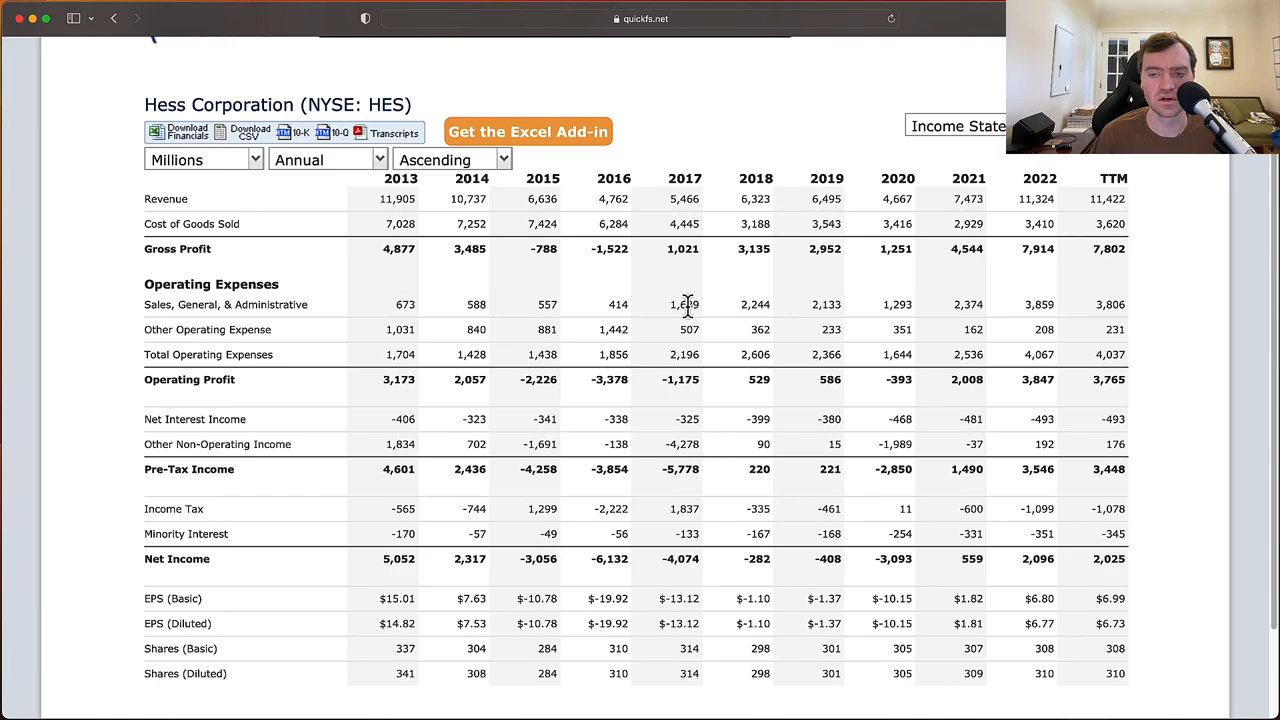 quickfs.net
Hess Corporation (NYSE: HES)
Download Financials Download CSV 10-K 10-Q Transcripts
Get the Excel Add-in
Income State
Millions Annual Ascending
2013 2014 2015 2016 2017 2018 2019 2020 2021 2022 TTM
Revenue 11,905 10,737 6,636 4,762 5,466 6,323 6,495 4,667 7,473 11,324 11,422
Cost of Goods Sold 7,028 7,252 7,424 6,284 4,445 3,188 3,543 3,416 2,929 3,410 3,620
Gross Profit 4,877 3,485 -788 -1,522 1,021 3,135 2,952 1,251 4,544 7,914 7,802
Operating Expenses
Sales, General, & Administrative 673 588 557 414 2,244 2,133 1,293 2,374 3,859 3,806
Other Operating Expense 1,031 840 881 1,442 507 362 233 351 162 208 231
Total Operating Expenses 1,704 1,428 1,438 1,856 2,196 2,606 2,366 1,644 2,536 4,067 4,037
Operating Profit 3,173 2,057 -2,226 -3,378 -1,175 529 586 -393 2,008 3,847 3,765
Net Interest Income -406 -323 -341 -338 -325 -399 -380 -468 -481 -493 -493
Other Non-Operating Income 1,834 702 -1,691 -138 -4,278 90 15 -1,989 -37 192 176
Pre-Tax Income 4,601 2,436 -4,258 -3,854 -5,778 220 221 -2,850 1,490 3,546 3,448
Income Tax -565 -744 1,299 -2,222 1,837 -335 -461 11 -600 -1,099 -1,078
Minority Interest -170 -57 -49 -56 -133 -167 -168 -254 -331 -351 -345
Net Income 5,052 2,317 -3,056 -6,132 -4,074 -282 -408 -3,093 559 2,096 2,025
EPS (Basic) $15.01 $7.63 $-10.78 $-19.92 $-13.12 $-1.10 $-1.37 $-10.15 $1.82 $6.80 $6.99
EPS (Diluted) $14.82 $7.53 $-10.78 $-19.92 $-13.12 $-1.10 $-1.37 $-10.15 $1.81 $6.77 $6.73
Shares (Basic) 337 304 284 310 314 298 301 305 307 308 308
Shares (Diluted) 341 308 284 310 314 298 301 305 309 310 310